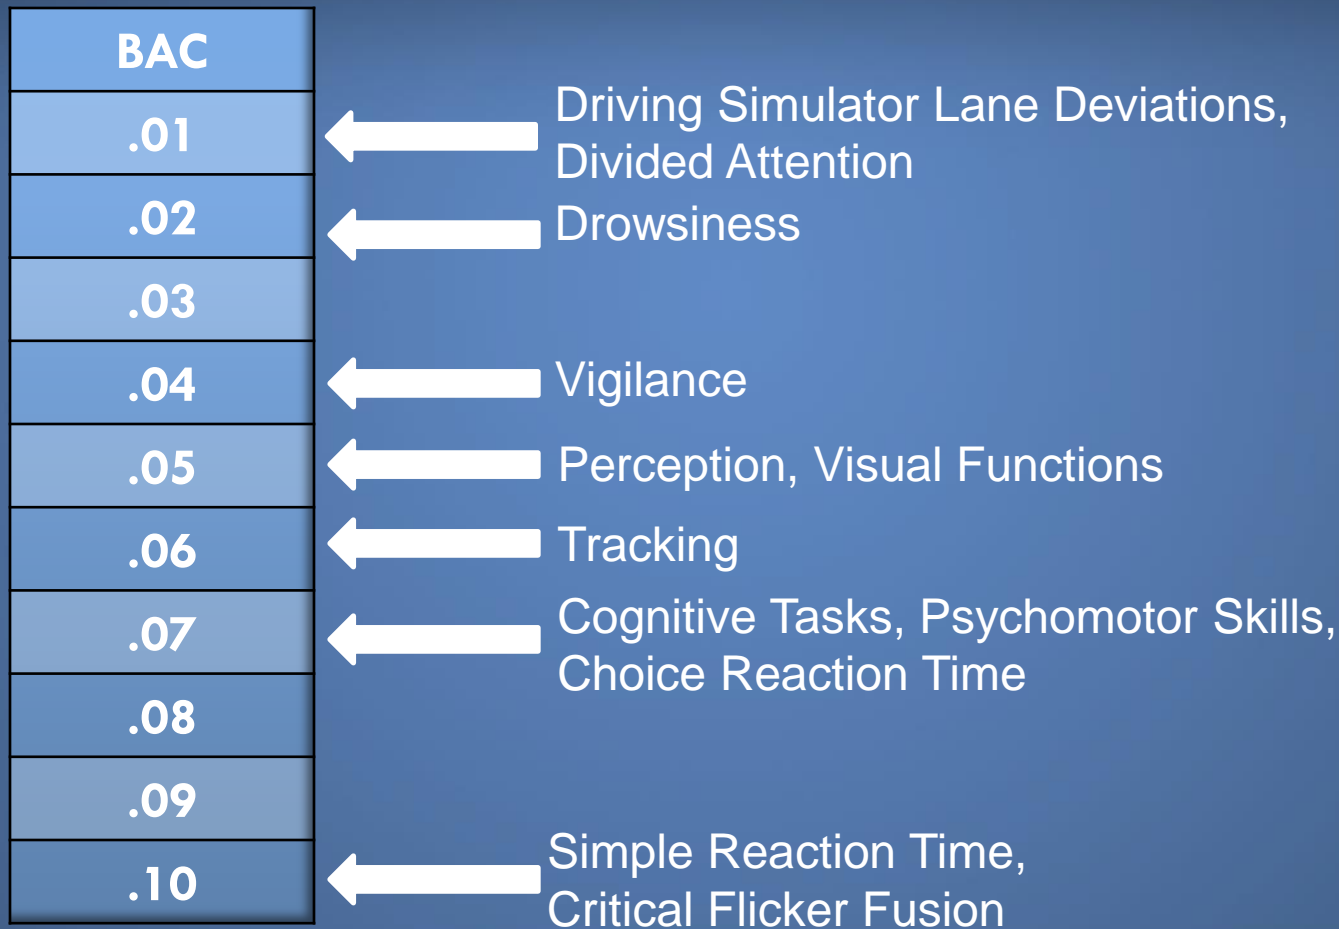 BAC
.01
Driving Simulator Lane Deviations,
Divided Attention
.02
Drowsiness
.03
.04
Vigilance
.05
Perception, Visual Functions
.06
Tracking
.07
Cognitive Tasks, Psychomotor Skills,
Choice Reaction Time
.08
.09
.10
Simple Reaction Time,
Critical Flicker Fusion